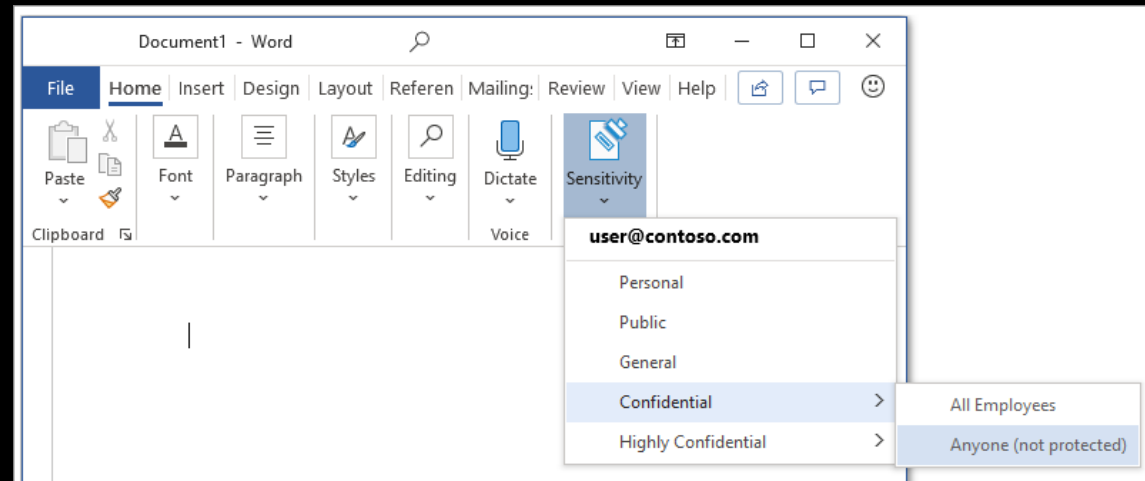 Document1 - Word
File Home Insert Design Layout Referen Mailing: Review View Help
Paste Font Paragraph Styles Editing Dictate Sensitivity
Clipboard Voice
user@contoso.com
Personal
Public
General
Confidential
All Employees
Highly Confidential
Anyone (not protected)